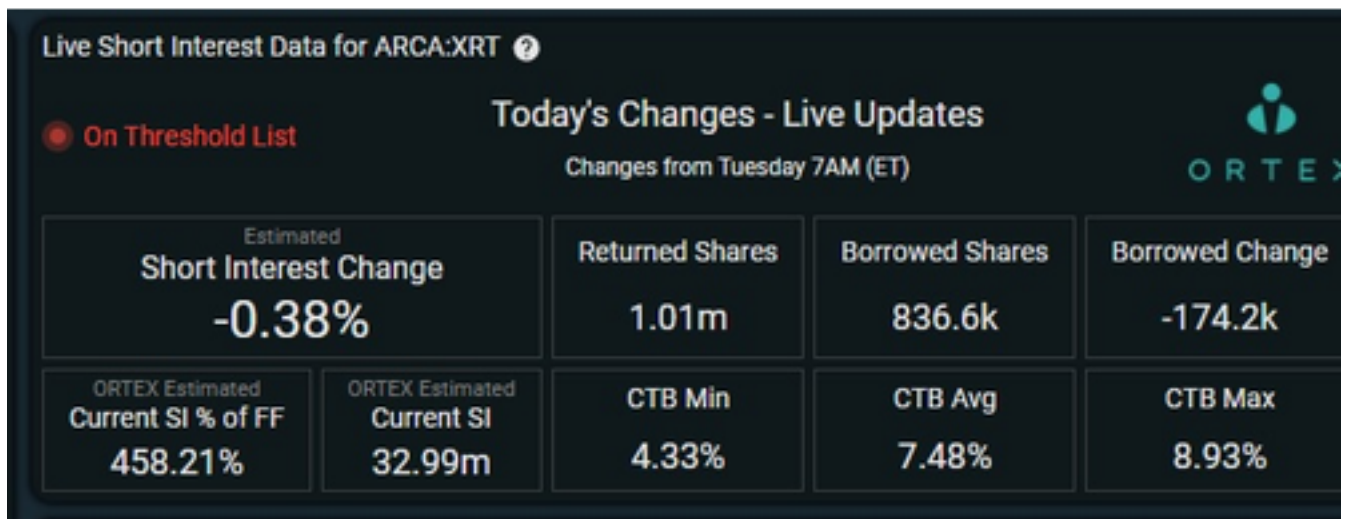 Live Short Interest Data for ARCA:XRT ?
On Threshold List
Today's Changes - Live Updates
Changes from Tuesday 7AM (ET)
ORTEX
Estimated
Short Interest Change
-0.38%
Returned Shares
1.01m
Borrowed Shares
836.6k
Borrowed Change
-174.2k
ORTEX Estimated
Current SI % of FF
458.21%
ORTEX Estimated
Current SI
32.99m
CTB Min
4.33%
CTB Avg
7.48%
CTB Max
8.93%